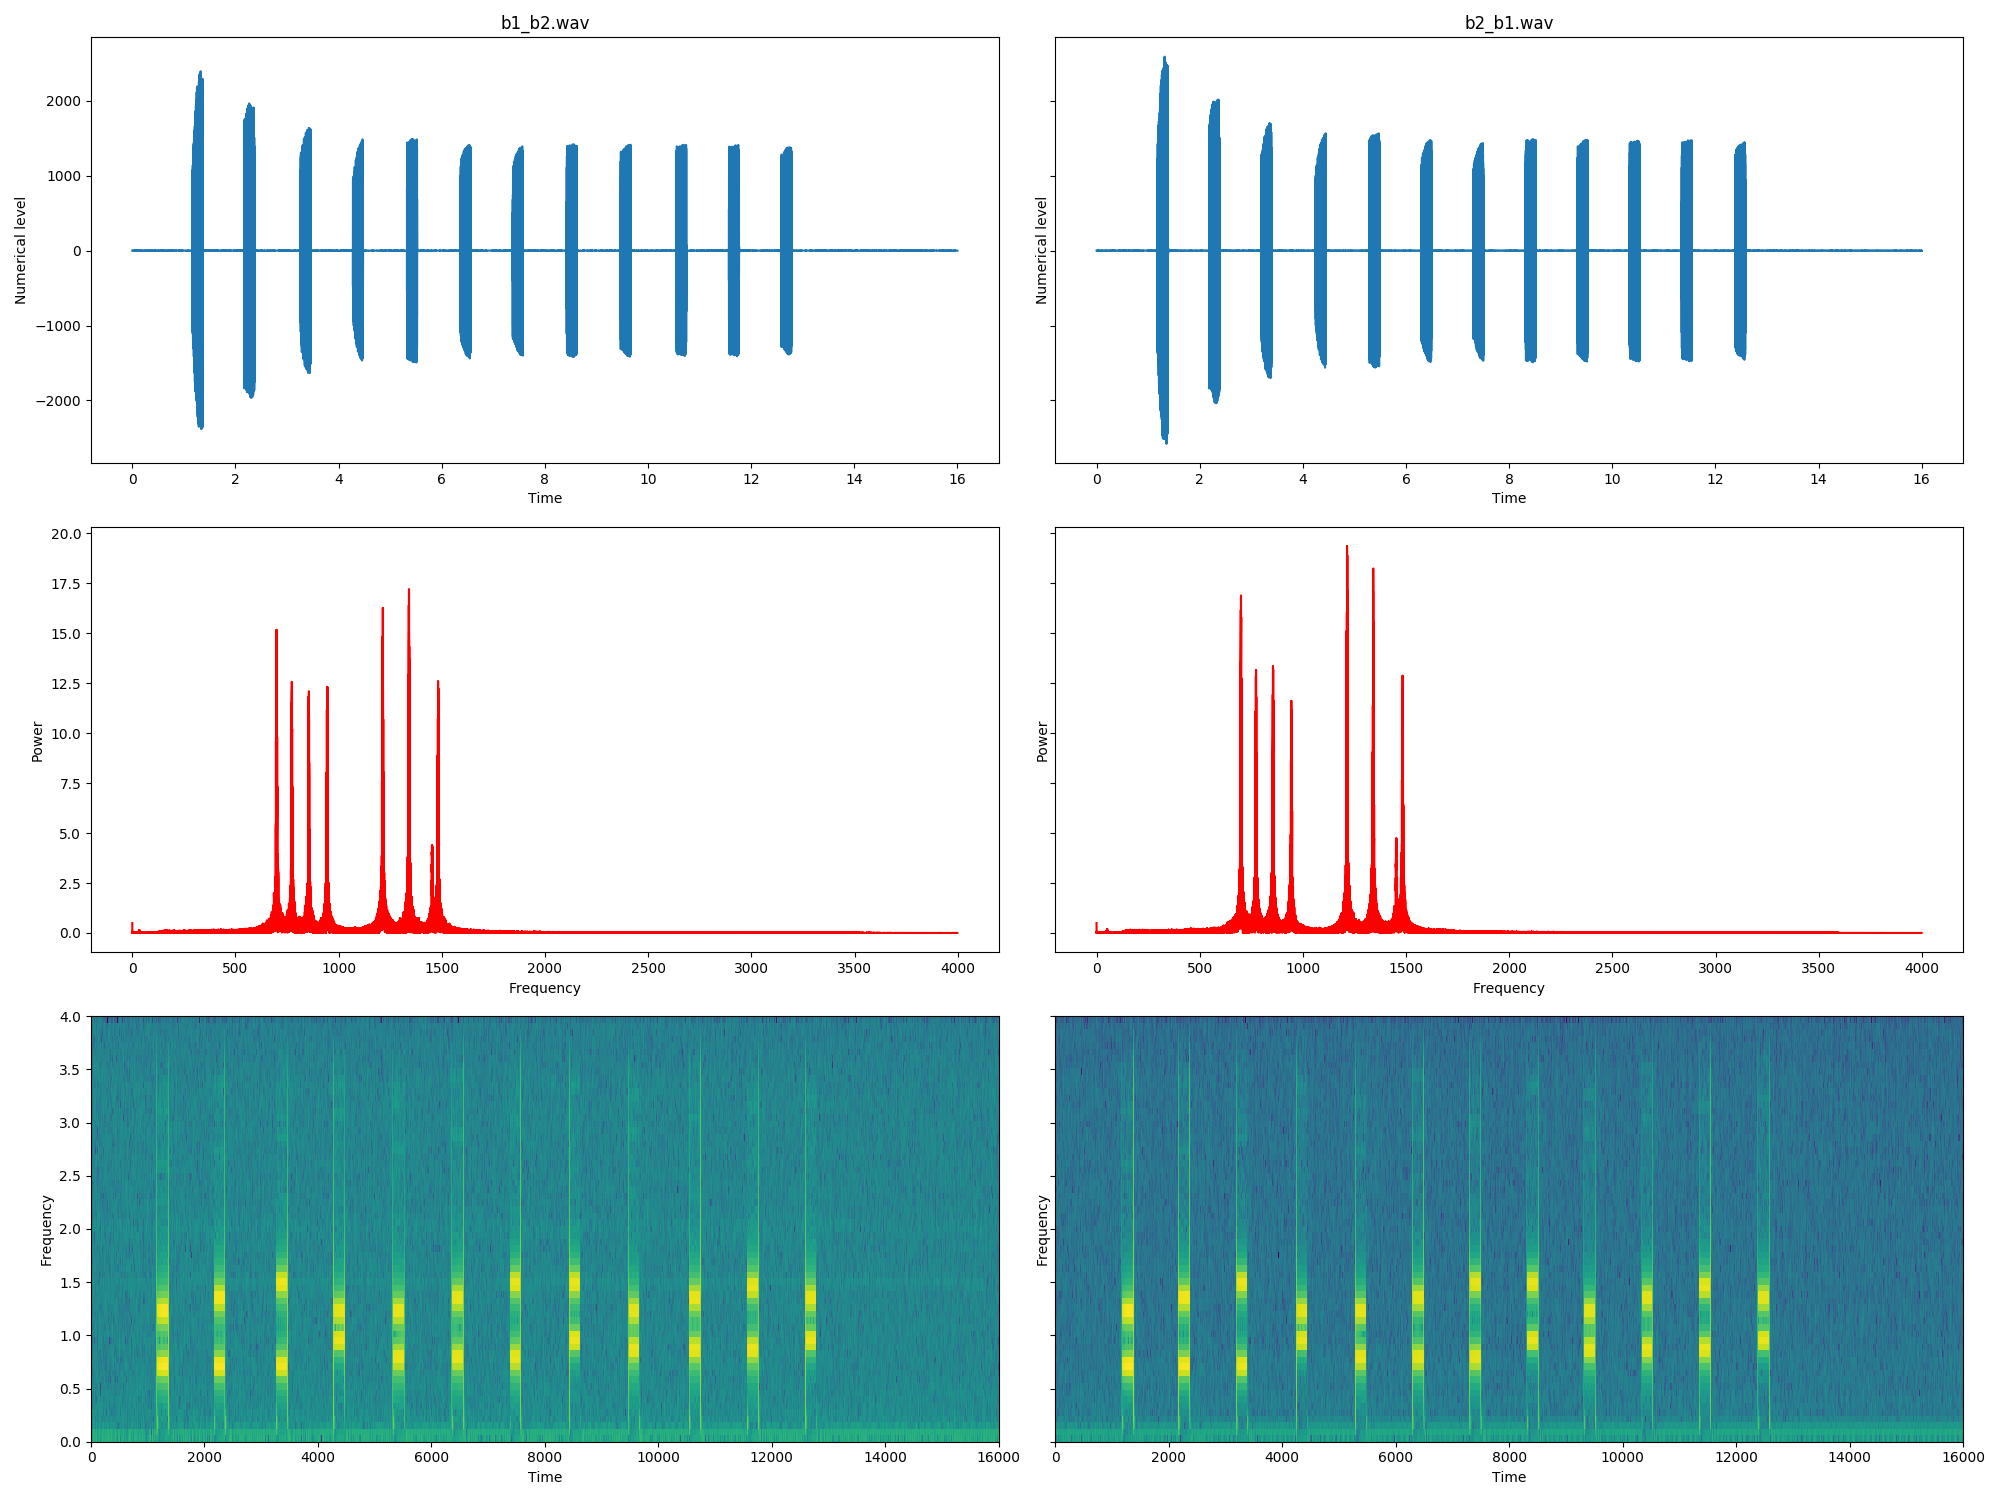 b1_b2.wav
b2_b1.wav
Numerical level
2000
1000
0
−1000
−2000
0 2 4 6 8 10 12 14 16
Time
Numerical level
0 2 4 6 8 10 12 14 16
Time
Power
20.0
17.5
15.0
12.5
10.0
7.5
5.0
2.5
0.0
0 500 1000 1500 2000 2500 3000 3500 4000
Frequency
Power
0 500 1000 1500 2000 2500 3000 3500 4000
Frequency
Frequency
4.0
3.5
3.0
2.5
2.0
1.5
1.0
0.5
0.0
0 2000 4000 6000 8000 10000 12000 14000 16000
Time
Frequency
0 2000 4000 6000 8000 10000 12000 14000 16000
Time